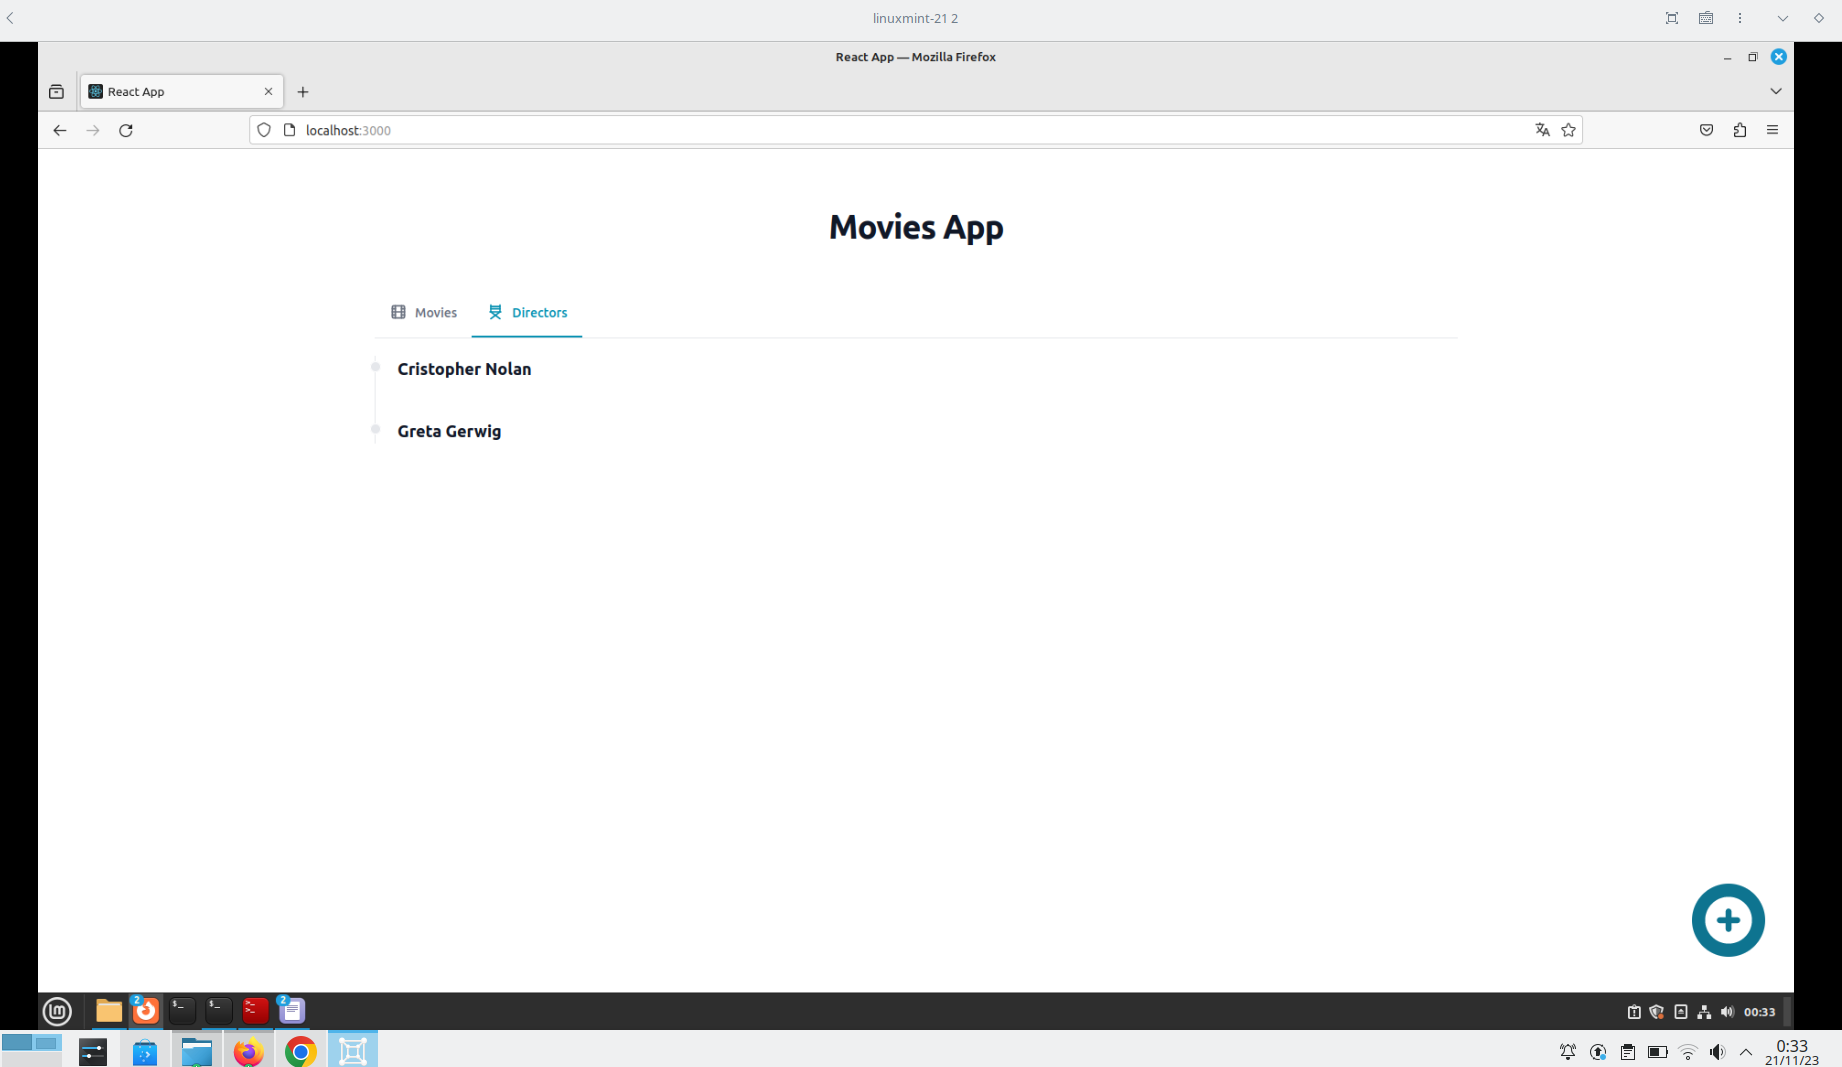 linuxmint-21 2
React App — Mozilla Firefox
React App
localhost:3000
Movies App
Movies
Directors
Cristopher Nolan
Greta Gerwig
2
2
00:33
0:33
21/11/23